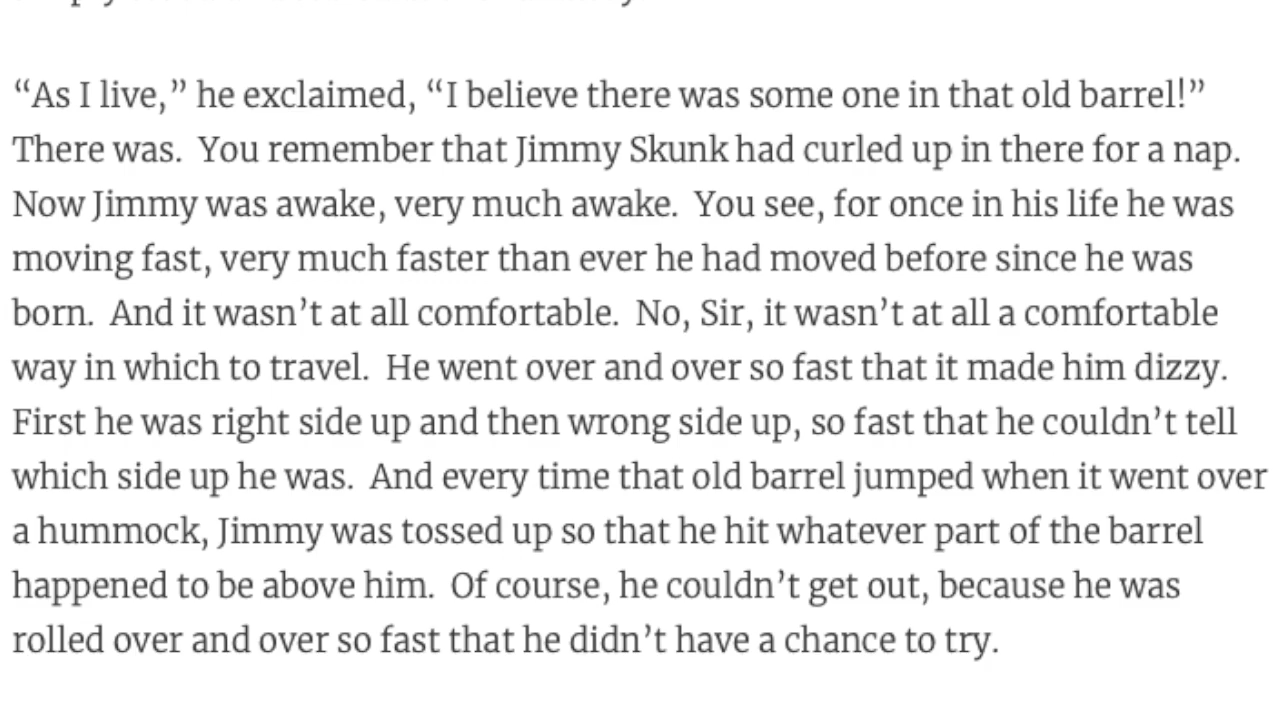 “As I live,” he exclaimed, “I believe there was some one in that old barrel!”
There was.  You remember that Jimmy Skunk had curled up in there for a nap.
Now Jimmy was awake, very much awake.  You see, for once in his life he was
moving fast, very much faster than ever he had moved before since he was
born.  And it wasn’t at all comfortable.  No, Sir, it wasn’t at all a comfortable
way in which to travel.  He went over and over so fast that it made him dizzy.
First he was right side up and then wrong side up, so fast that he couldn’t tell
which side up he was.  And every time that old barrel jumped when it went over
a hummock, Jimmy was tossed up so that he hit whatever part of the barrel
happened to be above him.  Of course, he couldn’t get out, because he was
rolled over and over so fast that he didn’t have a chance to try.